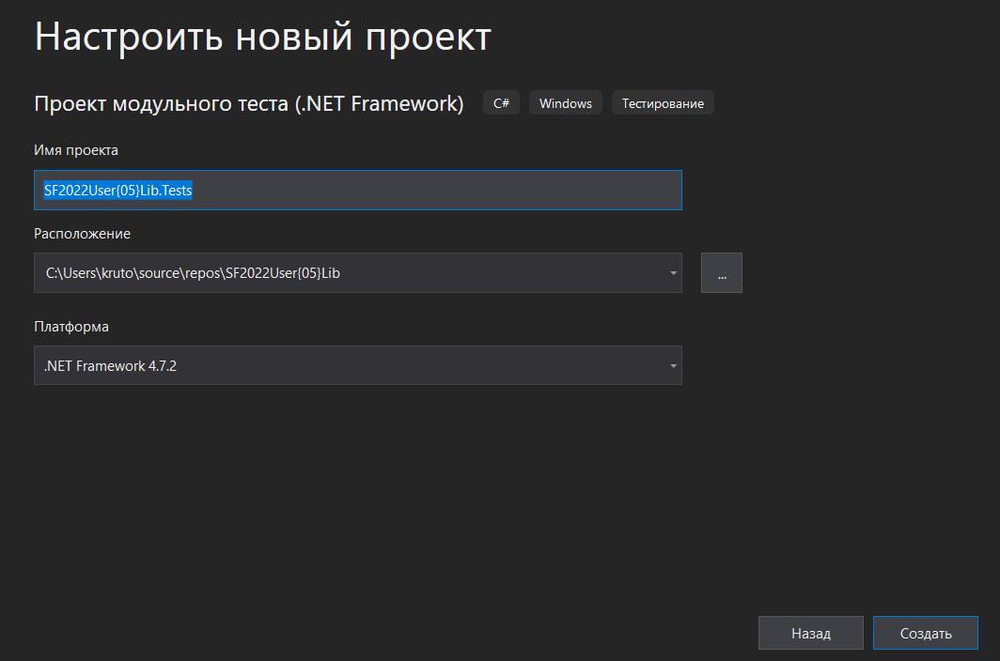 Настроить новый проект
Проект модульного теста (.NET Framework) C# Windows Тестирование
Имя проекта
SF2022User{05}Lib.Tests
Расположение
C:\Users\kruto\source\repos\SF2022User{05}Lib
...
Платформа
.NET Framework 4.7.2
Назад Создать